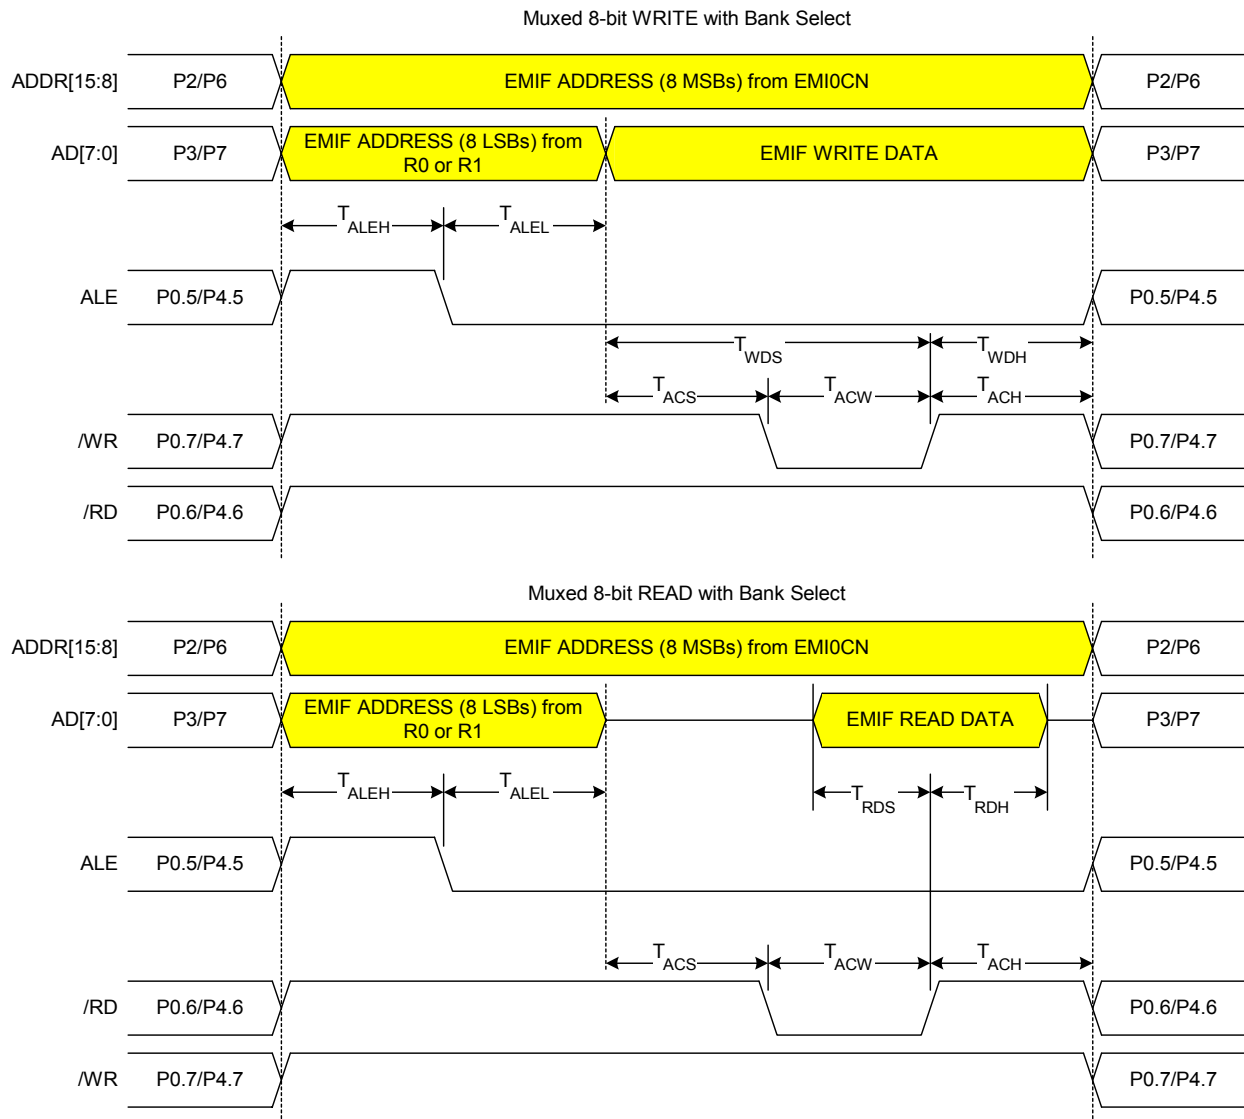 Muxed 8-bit WRITE with Bank Select
ADDR[15:8] P2/P6 EMIF ADDRESS (8 MSBs) from EMI0CN P2/P6
AD[7:0] P3/P7 EMIF ADDRESS (8 LSBs) from R0 or R1 EMIF WRITE DATA P3/P7
TALEH TALEL
ALE P0.5/P4.5 P0.5/P4.5
TWDS TWDH
TACS TACW TACH
/WR P0.7/P4.7 P0.7/P4.7
/RD P0.6/P4.6 P0.6/P4.6
Muxed 8-bit READ with Bank Select
ADDR[15:8] P2/P6 EMIF ADDRESS (8 MSBs) from EMI0CN P2/P6
AD[7:0] P3/P7 EMIF ADDRESS (8 LSBs) from R0 or R1 EMIF READ DATA P3/P7
TALEH TALEL TRDS TRDH
ALE P0.5/P4.5 P0.5/P4.5
TACS TACW TACH
/RD P0.6/P4.6 P0.6/P4.6
/WR P0.7/P4.7 P0.7/P4.7